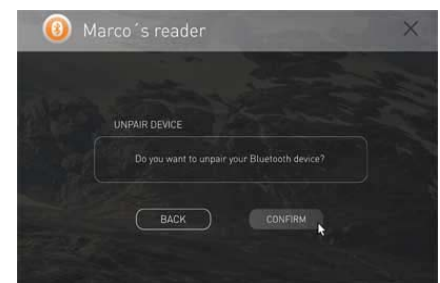 Marco´s reader
UNPAIR DEVICE
Do you want to unpair your Bluetooth device?
BACK
CONFIRM